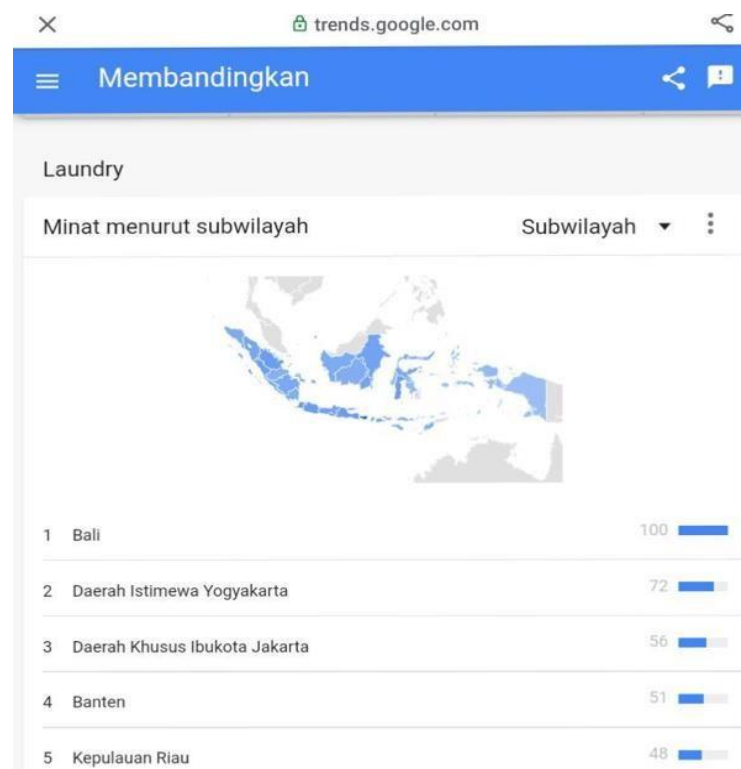 trends.google.com
Membandingkan
Laundry
Minat menurut subwilayah Subwilayah
1 Bali 100
2 Daerah Istimewa Yogyakarta 72
3 Daerah Khusus Ibukota Jakarta 56
4 Banten 51
5 Kepulauan Riau 48